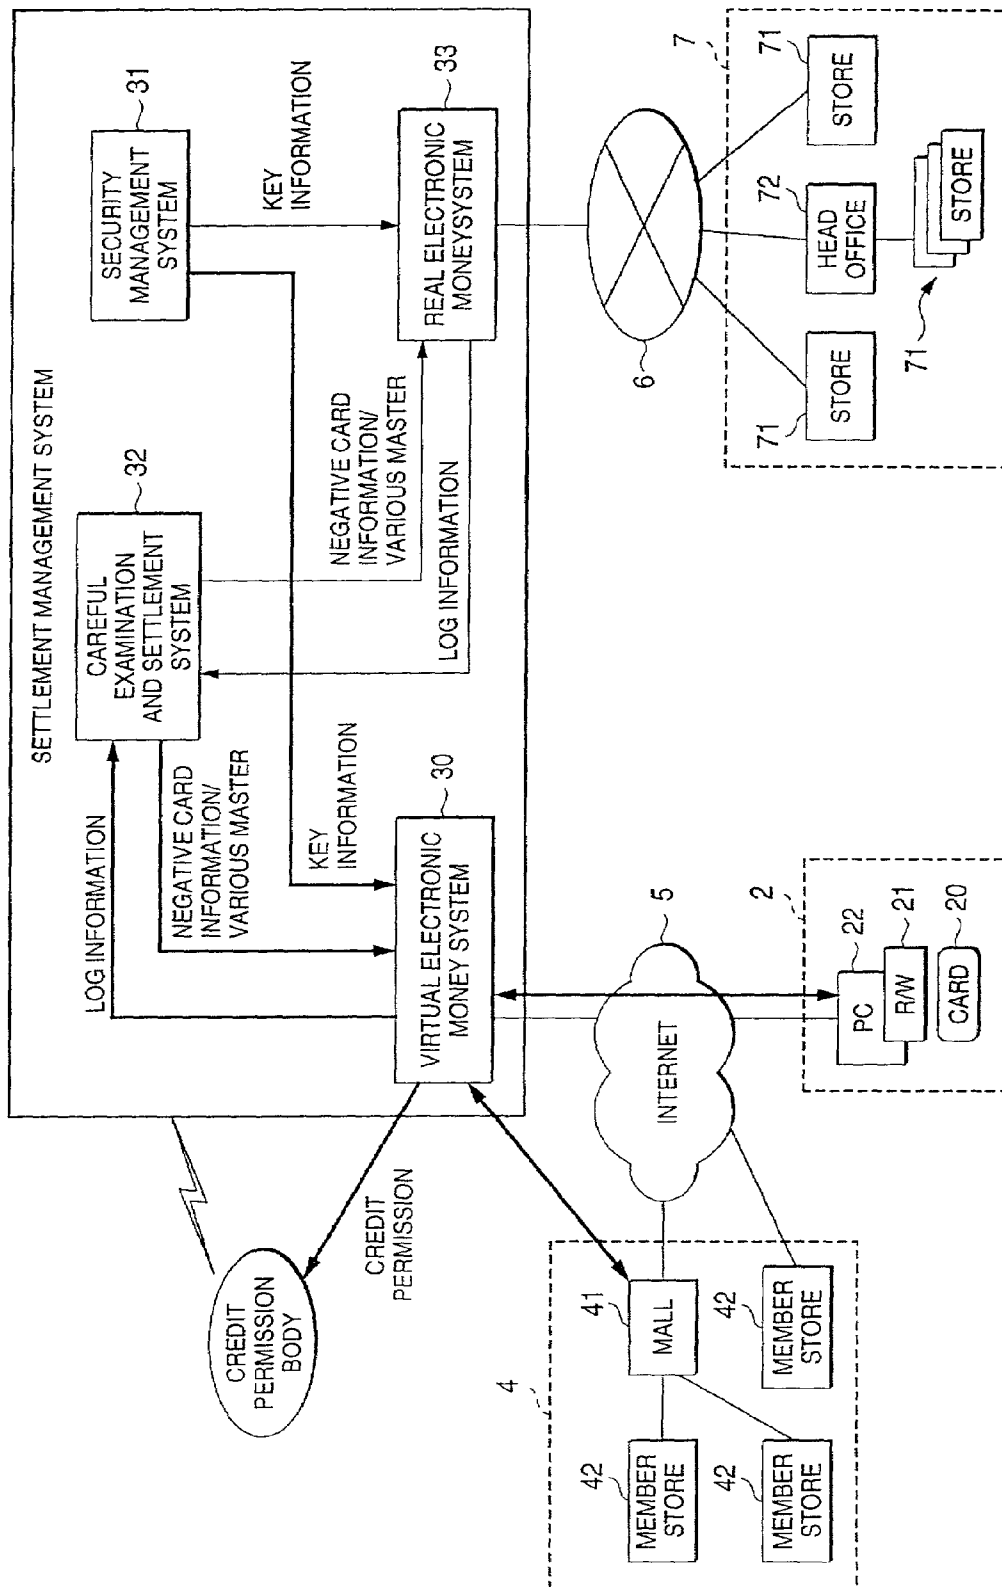 SETTLEMENT MANAGEMENT SYSTEM
CREDIT
PERMISSION
BODY
CREDIT
PERMISSION
LOG INFORMATION
NEGATIVE CARD
INFORMATION/
VARIOUS MASTER
CAREFUL
EXAMINATION
AND SETTLEMENT
SYSTEM
32
SECURITY
MANAGEMENT
SYSTEM
31
KEY
INFORMATION
KEY
INFORMATION
NEGATIVE CARD
INFORMATION/
VARIOUS MASTER
LOG INFORMATION
VIRTUAL ELECTRONIC
MONEY SYSTEM
30
REAL ELECTRONIC
MONEYSYSTEM
33
4
MALL
41
MEMBER
STORE
42
MEMBER
STORE
42
MEMBER
STORE
42
INTERNET
5
2
PC
22
R/W
21
CARD
20
6
7
STORE
71
HEAD
OFFICE
72
STORE
71
STORE
71